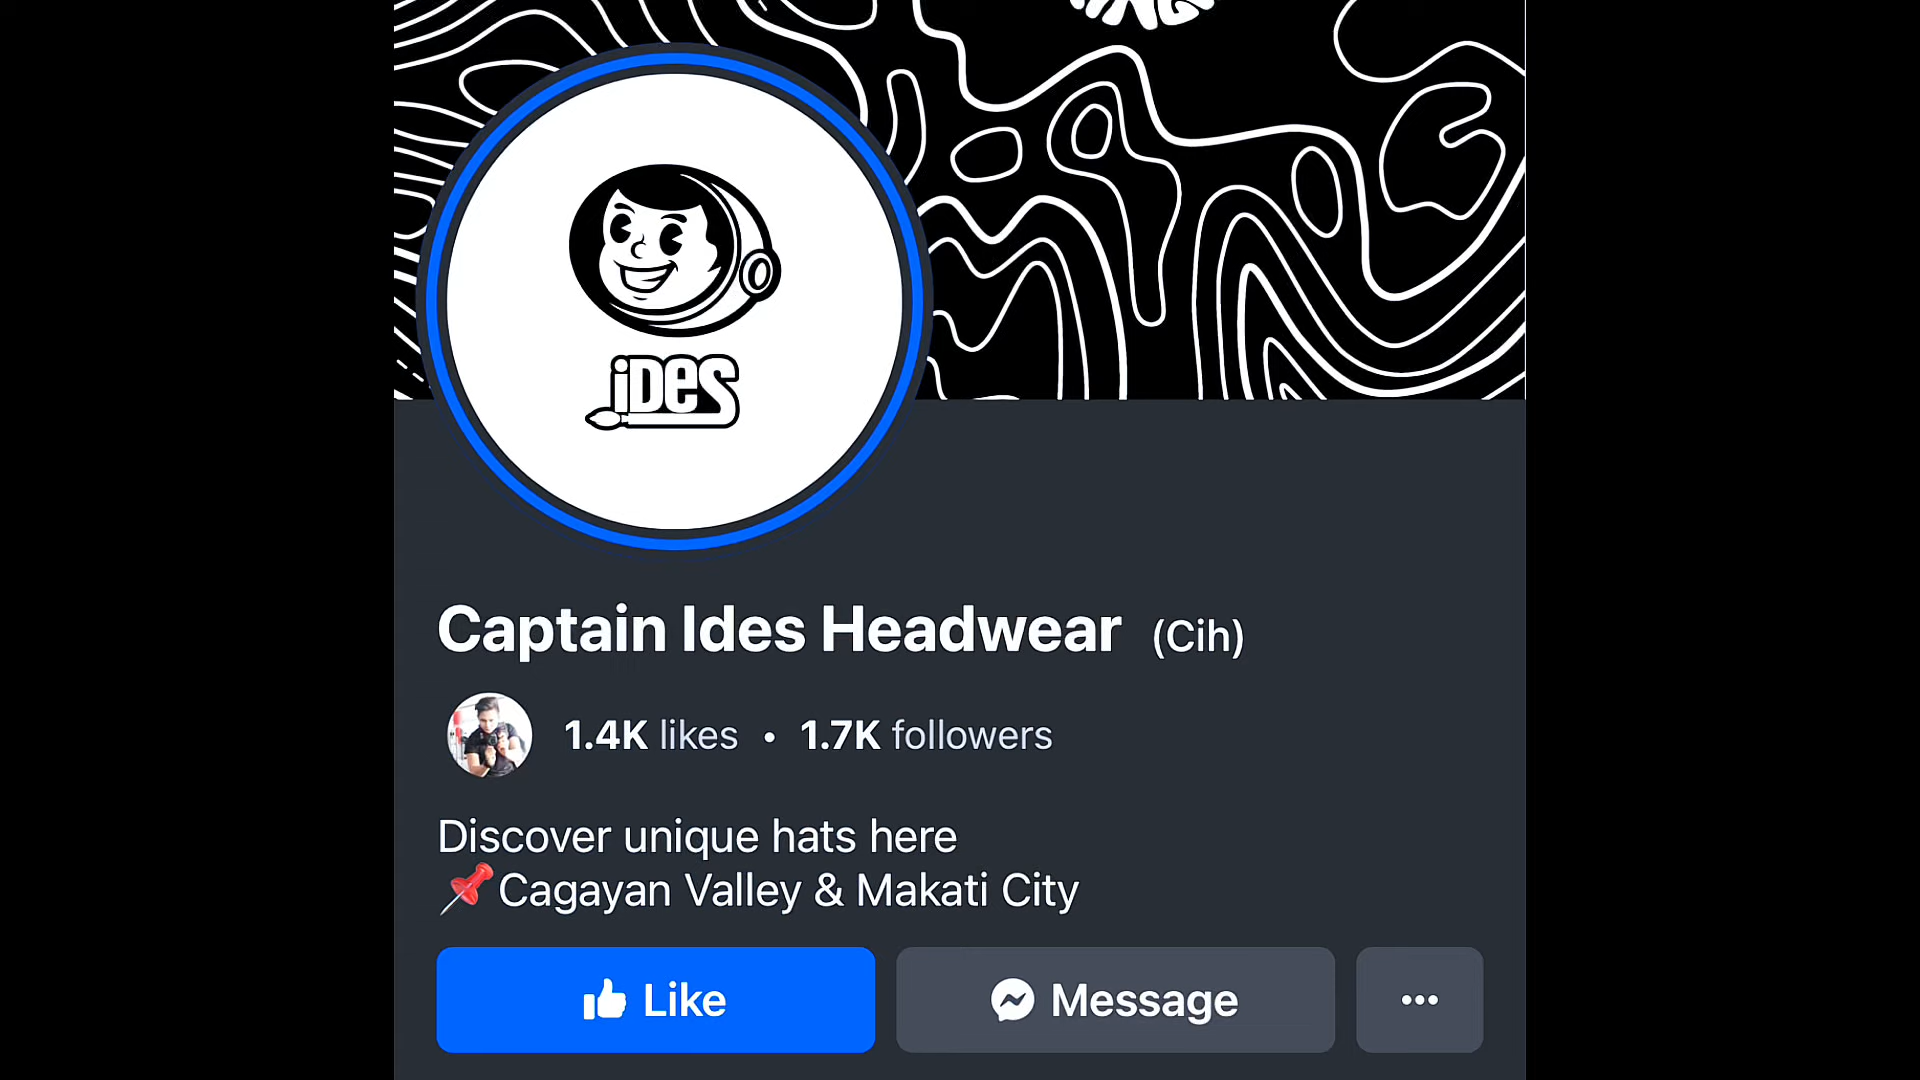 iDes
Captain Ides Headwear (Cih)
1.4K likes • 1.7K followers
Discover unique hats here
📌Cagayan Valley & Makati City
Like
Message